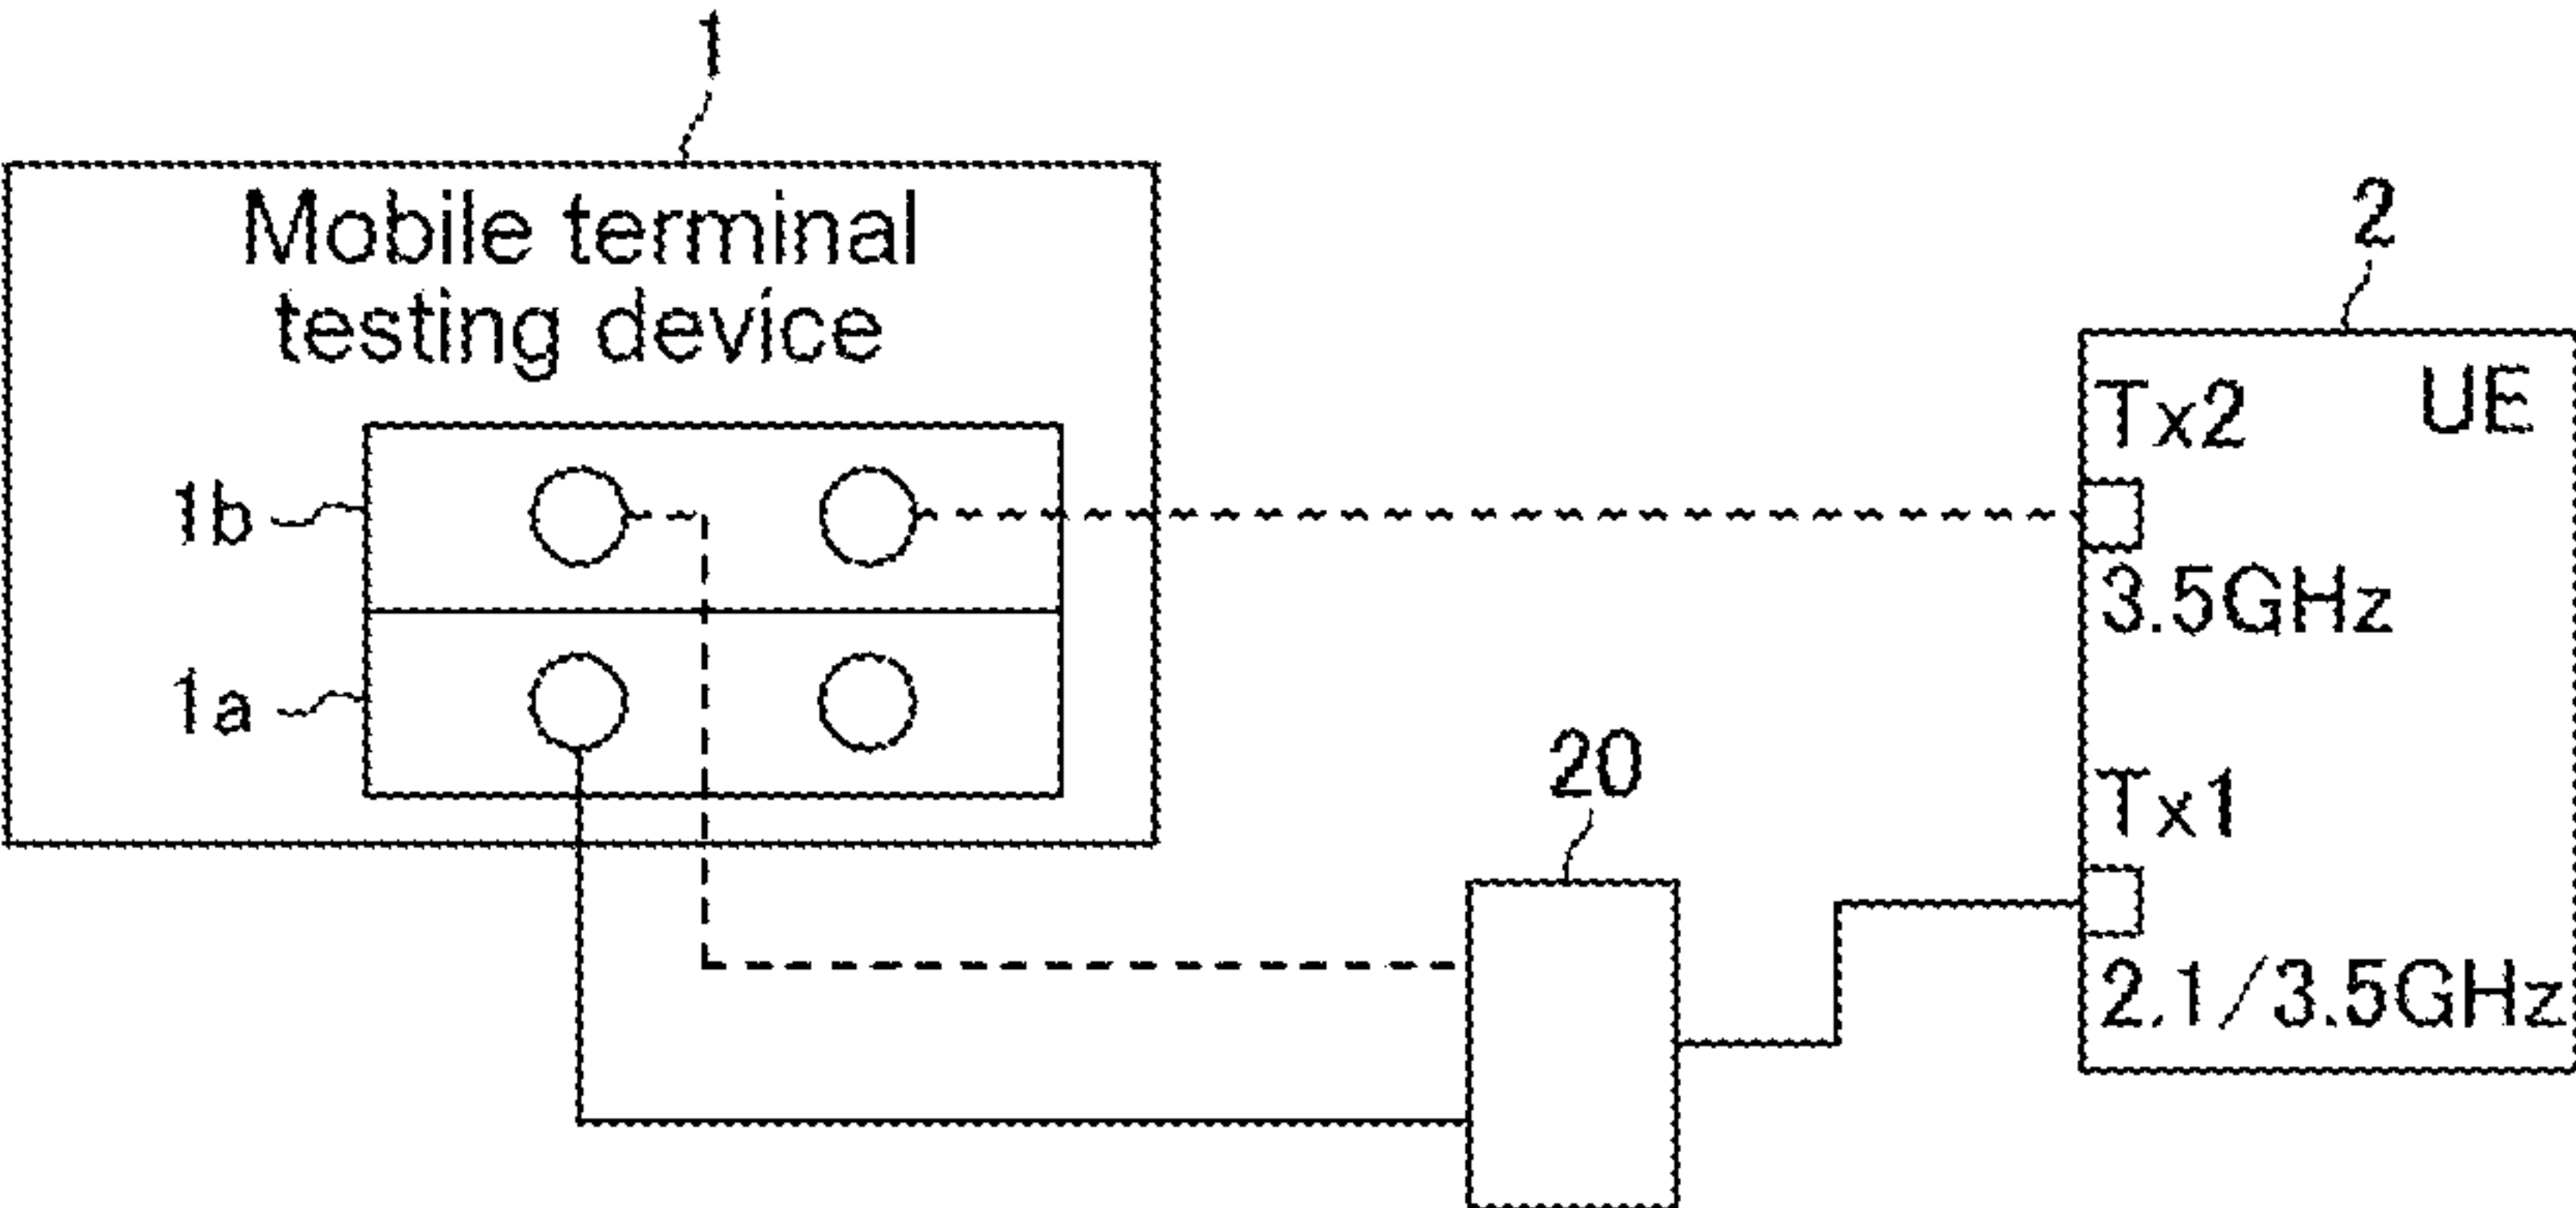 1
Mobile terminal
testing device
2
Tx2
UE
1b
3.5GHz
1a
20
Tx1
2.1/3.5GHz